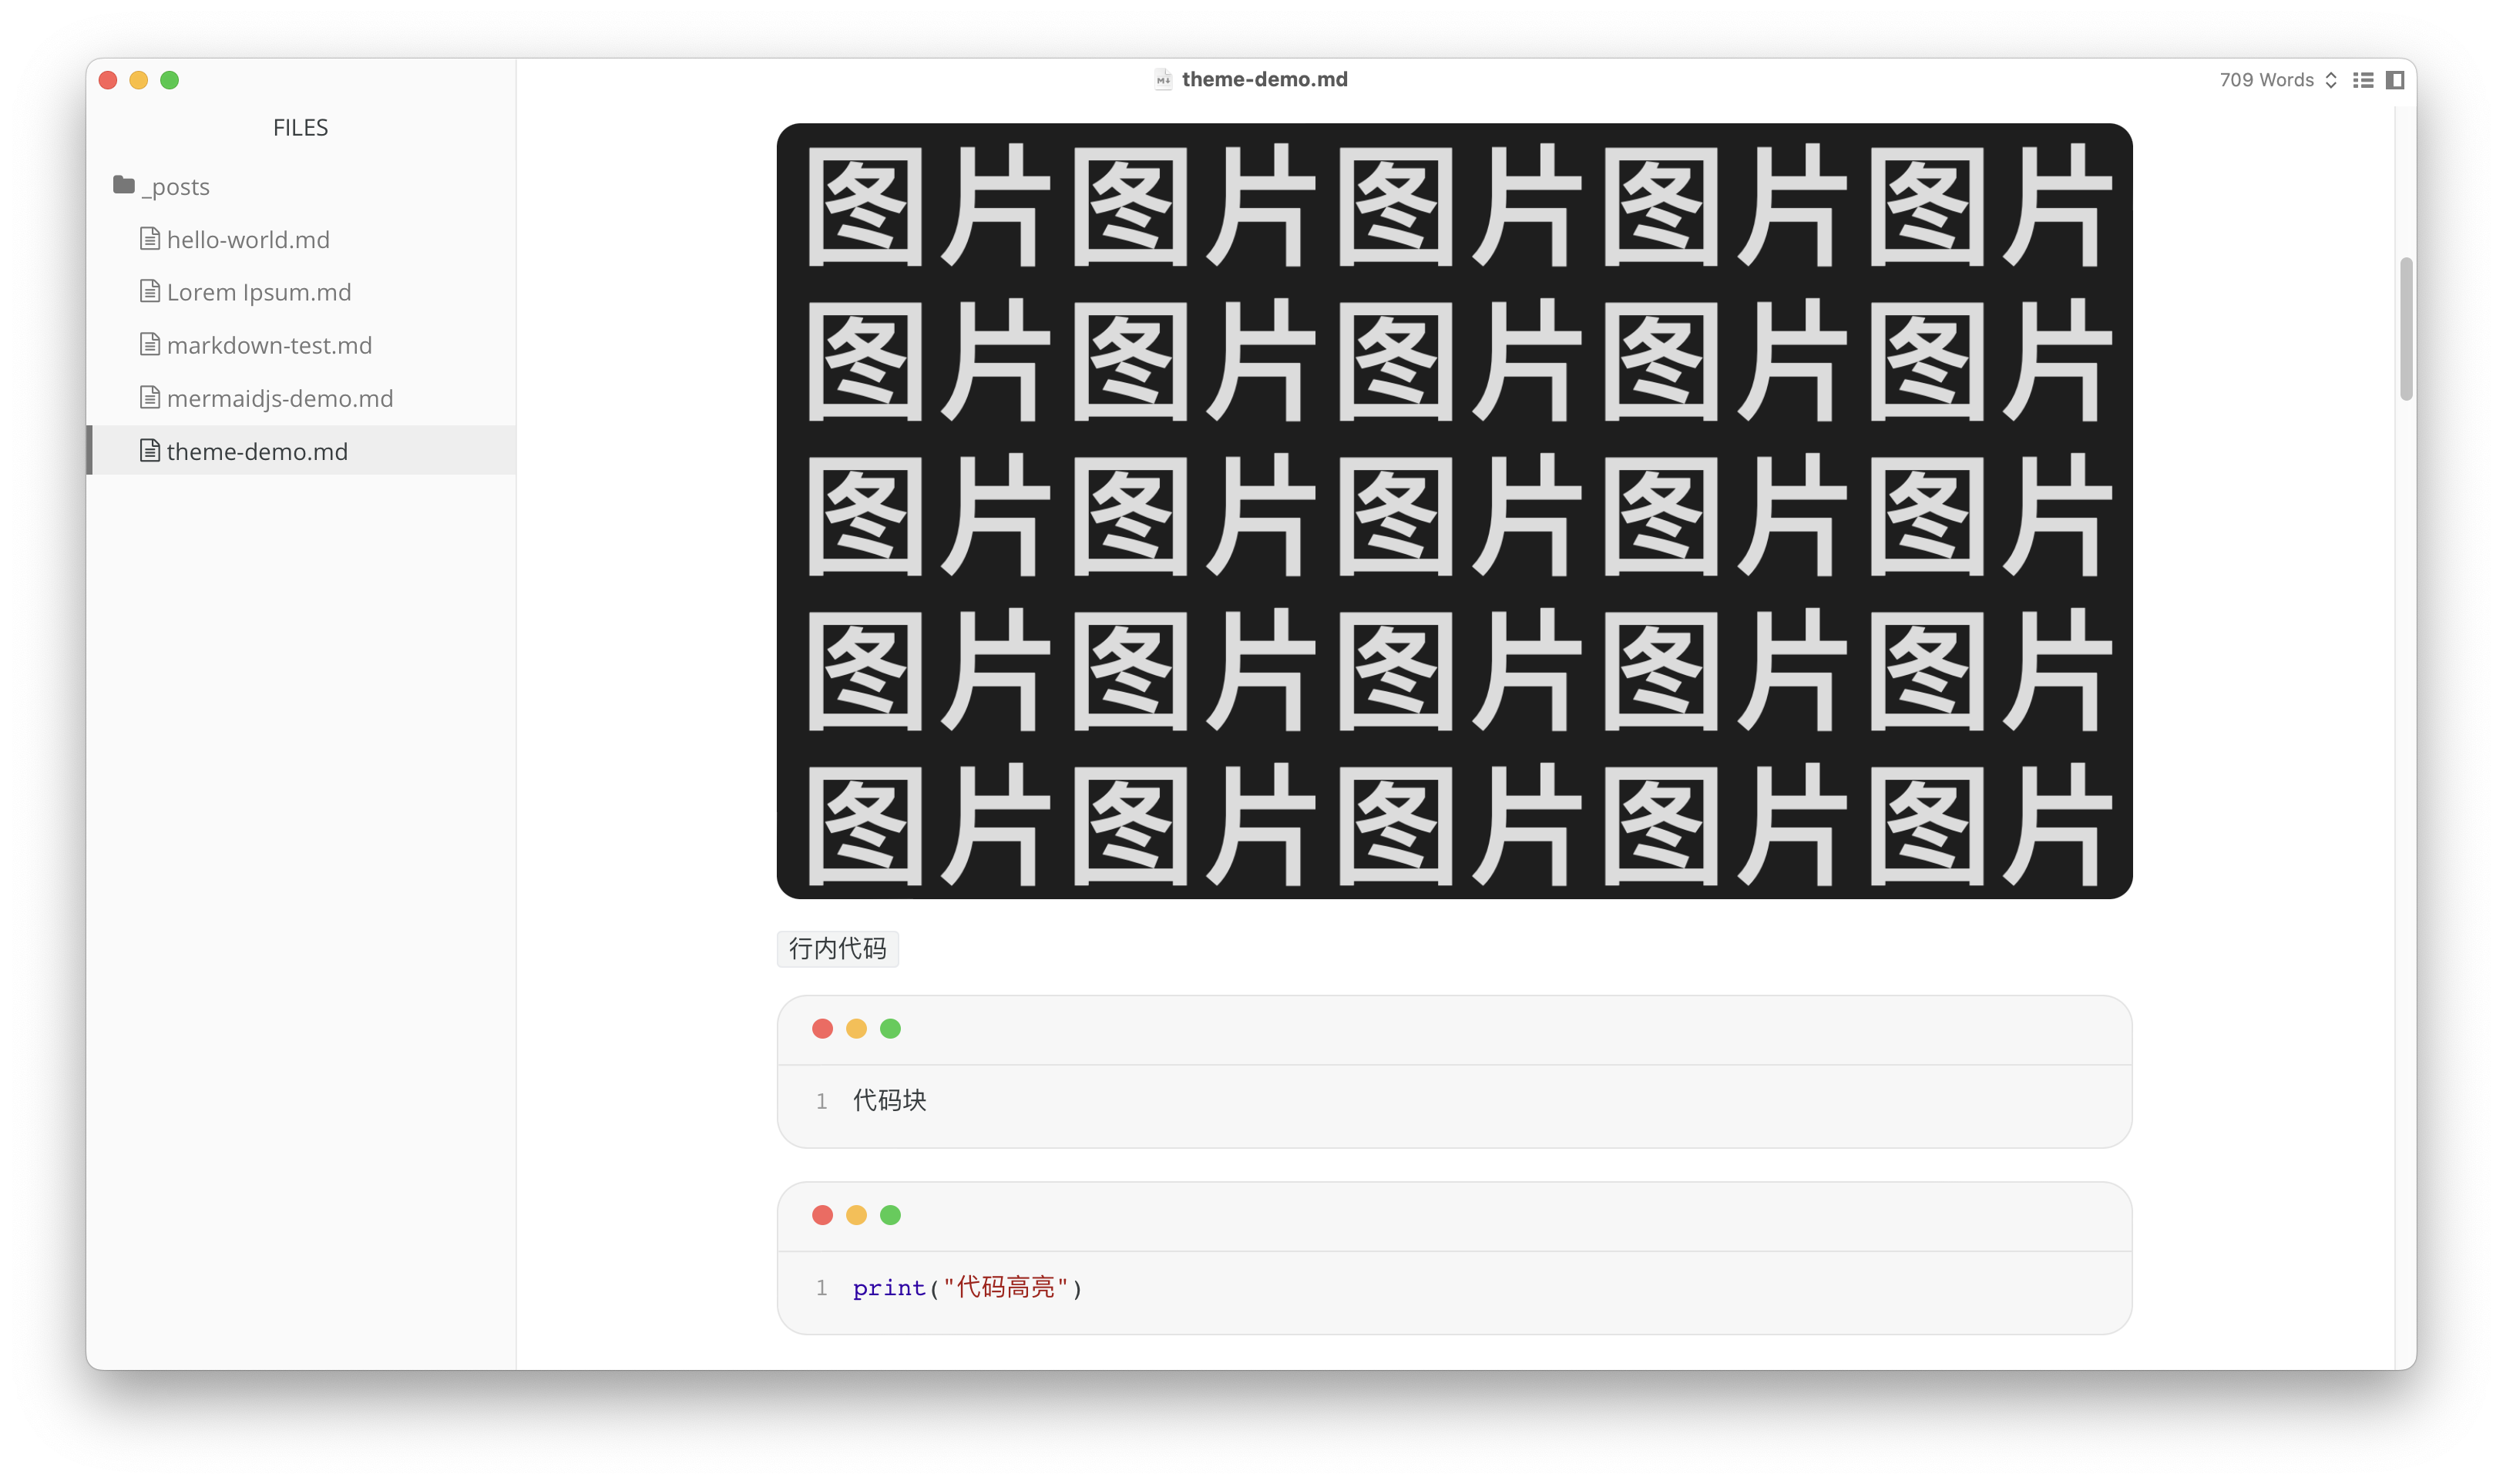 theme-demo.md
709 Words
FILES
_posts
hello-world.md
Lorem Ipsum.md
markdown-test.md
mermaidjs-demo.md
theme-demo.md
图片图片图片图片图片
图片图片图片图片图片
图片图片图片图片图片
图片图片图片图片图片
图片图片图片图片图片
行内代码
1 代码块
1 print("代码高亮")